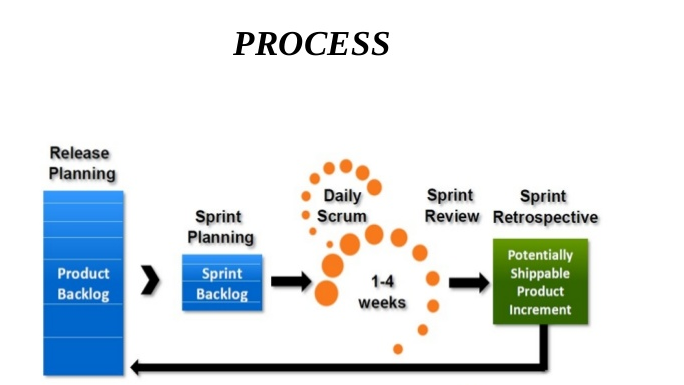 PROCESS
Release
Planning
Product
Backlog
Sprint
Planning
Sprint
Backlog
Daily
Scrum
1-4
weeks
Sprint
Review
Sprint
Retrospective
Potentially
Shippable
Product
Increment